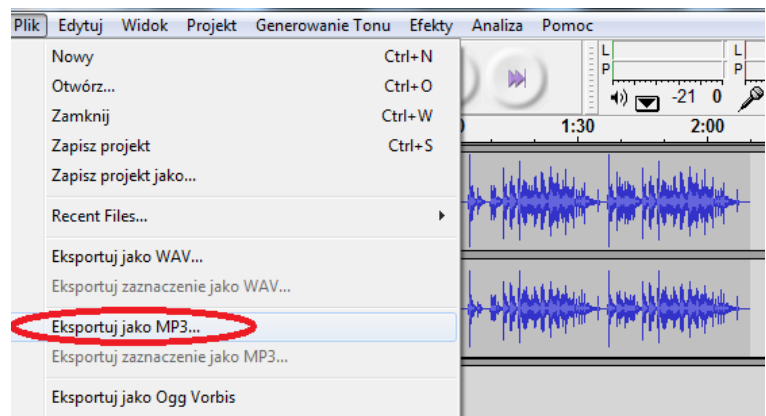 Plik Edytuj Widok Projekt Generowanie Tonu Efekty Analiza Pomoc
Nowy Ctrl+N
Otwórz... Ctrl+O
Zamknij Ctrl+W
Zapisz projekt Ctrl+S
Zapisz projekt jako...
Recent Files...
Eksportuj jako WAV...
Eksportuj zaznaczenie jako WAV...
Eksportuj jako MP3...
Eksportuj zaznaczenie jako MP3...
Eksportuj jako Ogg Vorbis
L L
P P
-21 0
1:30 2:00